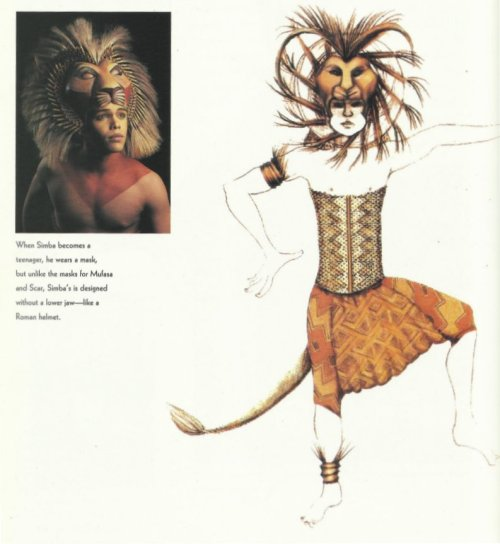 When Simba becomes a
teenager, he wears a mask,
but unlike the masks for Mufasa
and Scar, Simba's is designed
without a lower jaw—like a
Roman helmet.